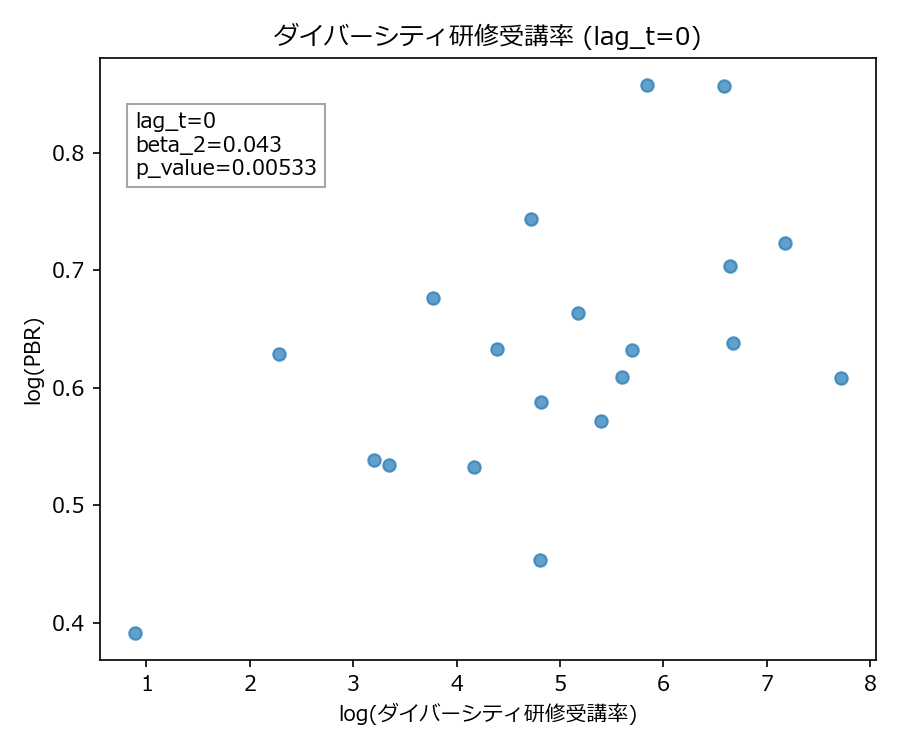 ダイバーシティ研修受講率 (lag_t=0)
lag_t=0
beta_2=0.043
p_value=0.00533
log(PBR)
0.8
0.7
0.6
0.5
0.4
1 2 3 4 5 6 7 8
log(ダイバーシティ研修受講率)